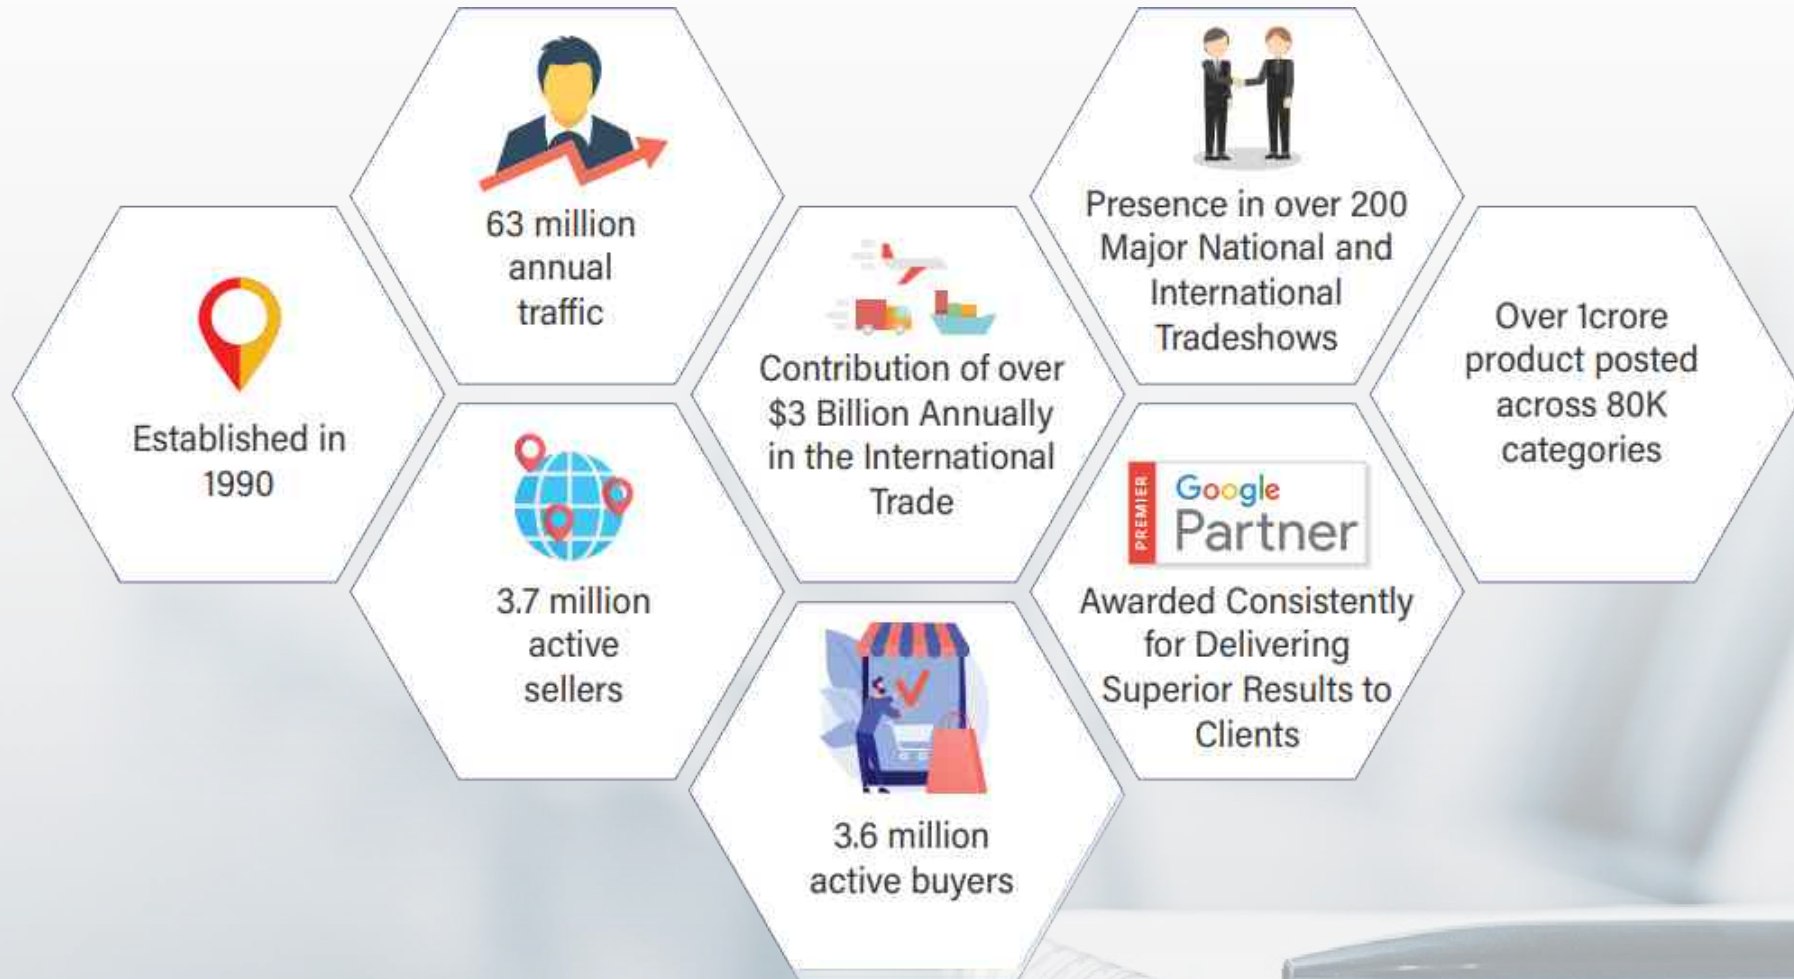 63 million
annual
traffic
Presence in over 200
Major National and
International
Tradeshows
Established in
1990
Contribution of over
$3 Billion Annually
in the International
Trade
Over 1crore
product posted
across 80K
categories
3.7 million
active
sellers
PREMIER
Google
Partner
Awarded Consistently
for Delivering
Superior Results to
Clients
3.6 million
active buyers